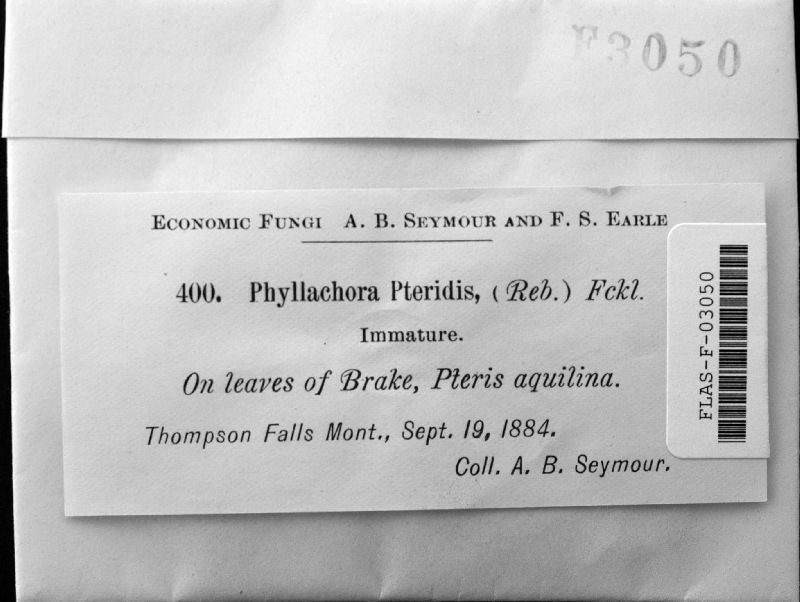 F3050
ECONOMIC FUNGI A. B. SEYMOUR AND F. S. EARLE
400. Phyllachora Pteridis, (Reb.) Fckl.
Immature.
On leaves of Brake, Pteris aquilina.
Thompson Falls Mont., Sept. 19, 1884.
Coll. A. B. Seymour.
FLAS-F-03050